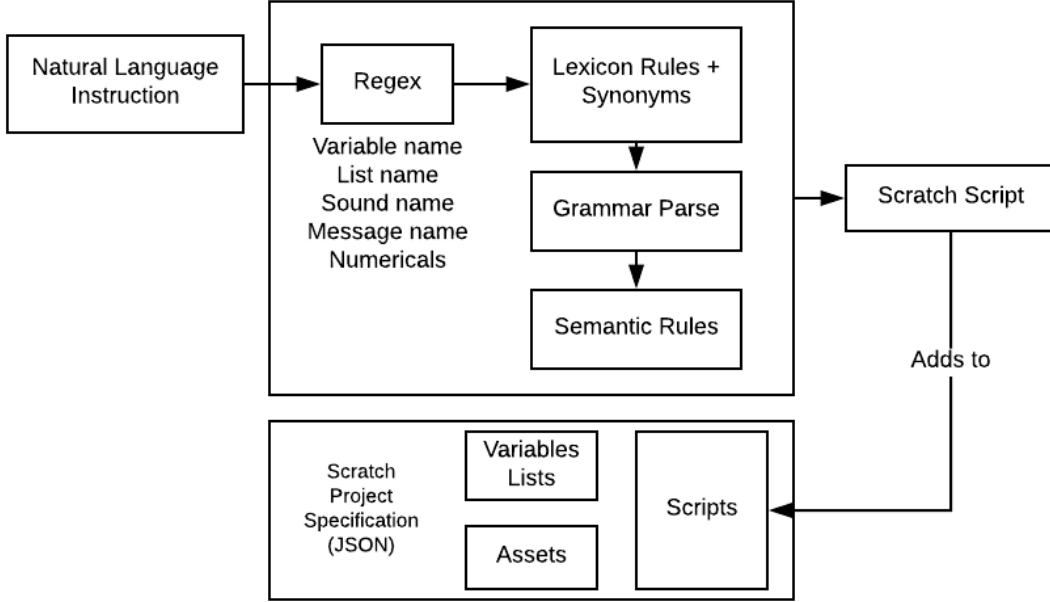 Natural Language
Instruction
Regex
Variable name
List name
Sound name
Message name
Numericals
Lexicon Rules +
Synonyms
Grammar Parse
Semantic Rules
Scratch Script
Adds to
Scratch
Project
Specification
(JSON)
Variables
Lists
Assets
Scripts